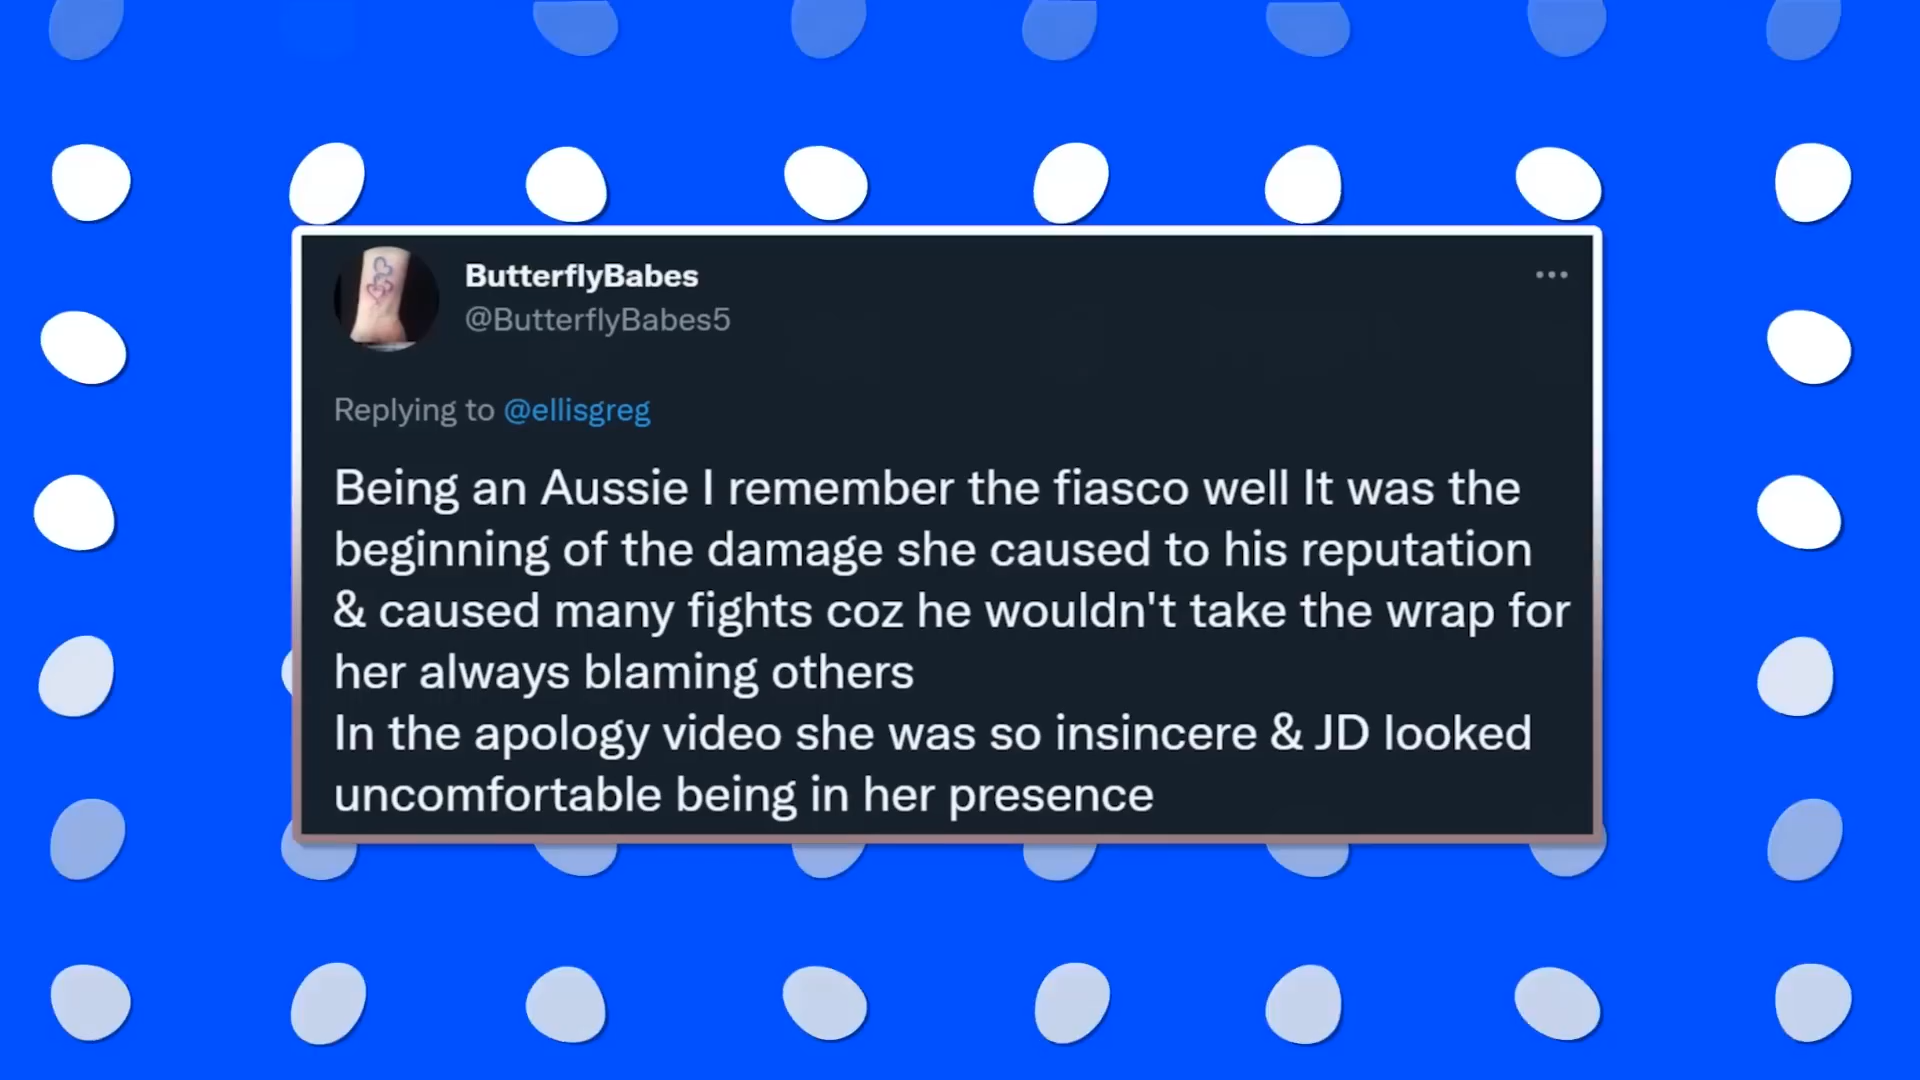 ButterflyBabes
@ButterflyBabes5
Replying to @ellisgreg
Being an Aussie I remember the fiasco well It was the
beginning of the damage she caused to his reputation
& caused many fights coz he wouldn't take the wrap for
her always blaming others
In the apology video she was so insincere & JD looked
uncomfortable being in her presence